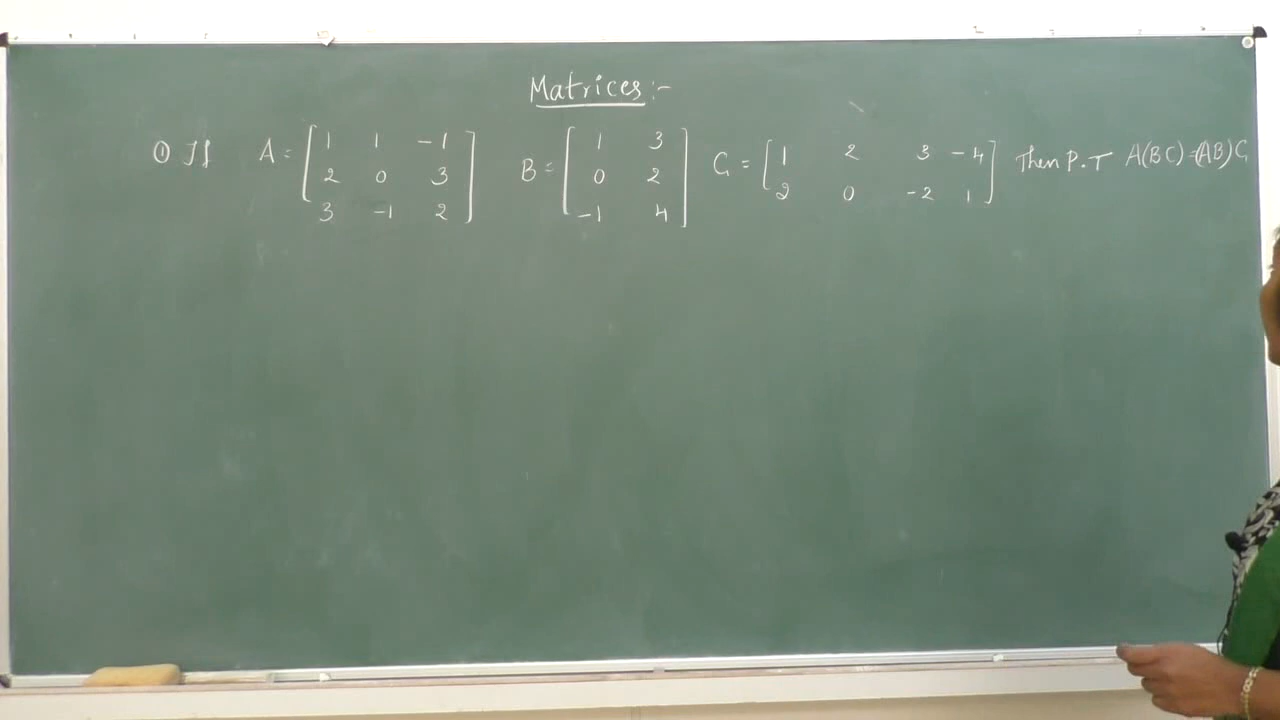 Matrices:-
① If A = [1 1 -1 B = [1 3 C = [1 2 3 -4 Then P.T A(BC)=(AB)C
2 0 3 0 2 2 0 -2 1]
3 -1 2] -1 4]